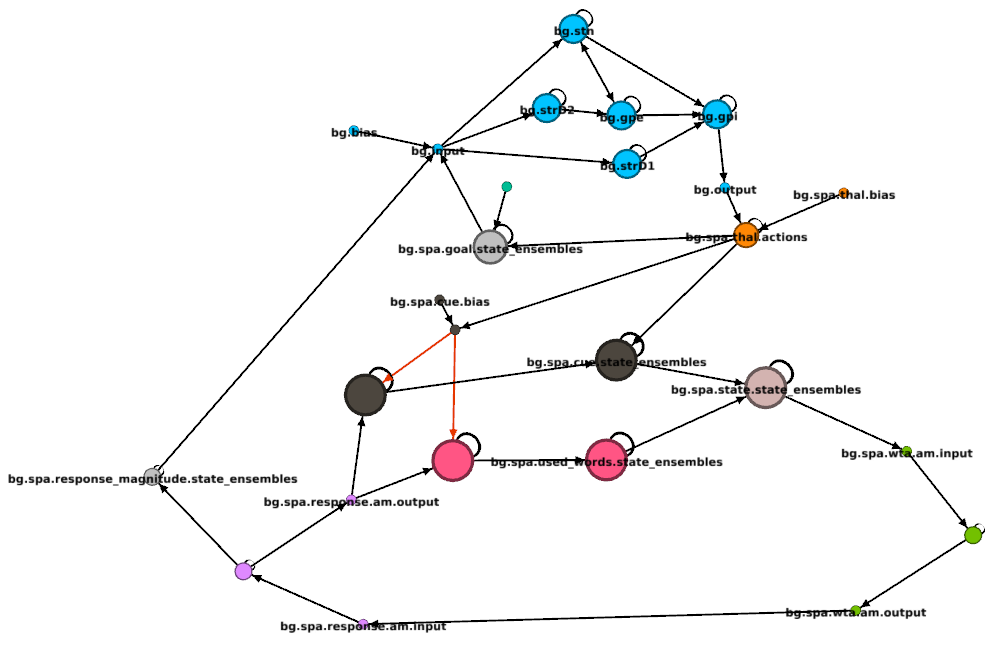 bg.stn
bg.strD2
bg.gpe
bg.gpi
bg.bias
bg.input
bg.strD1
bg.output
bg.spa.thal.bias
bg.spa.thal.actions
bg.spa.goal.state_ensembles
bg.spa.cue.bias
bg.spa.cue.state_ensembles
bg.spa.state.state_ensembles
bg.spa.wta.am.input
bg.spa.used_words.state_ensembles
bg.spa.response_magnitude.state_ensembles
bg.spa.response.am.output
bg.spa.wta.am.output
bg.spa.response.am.input